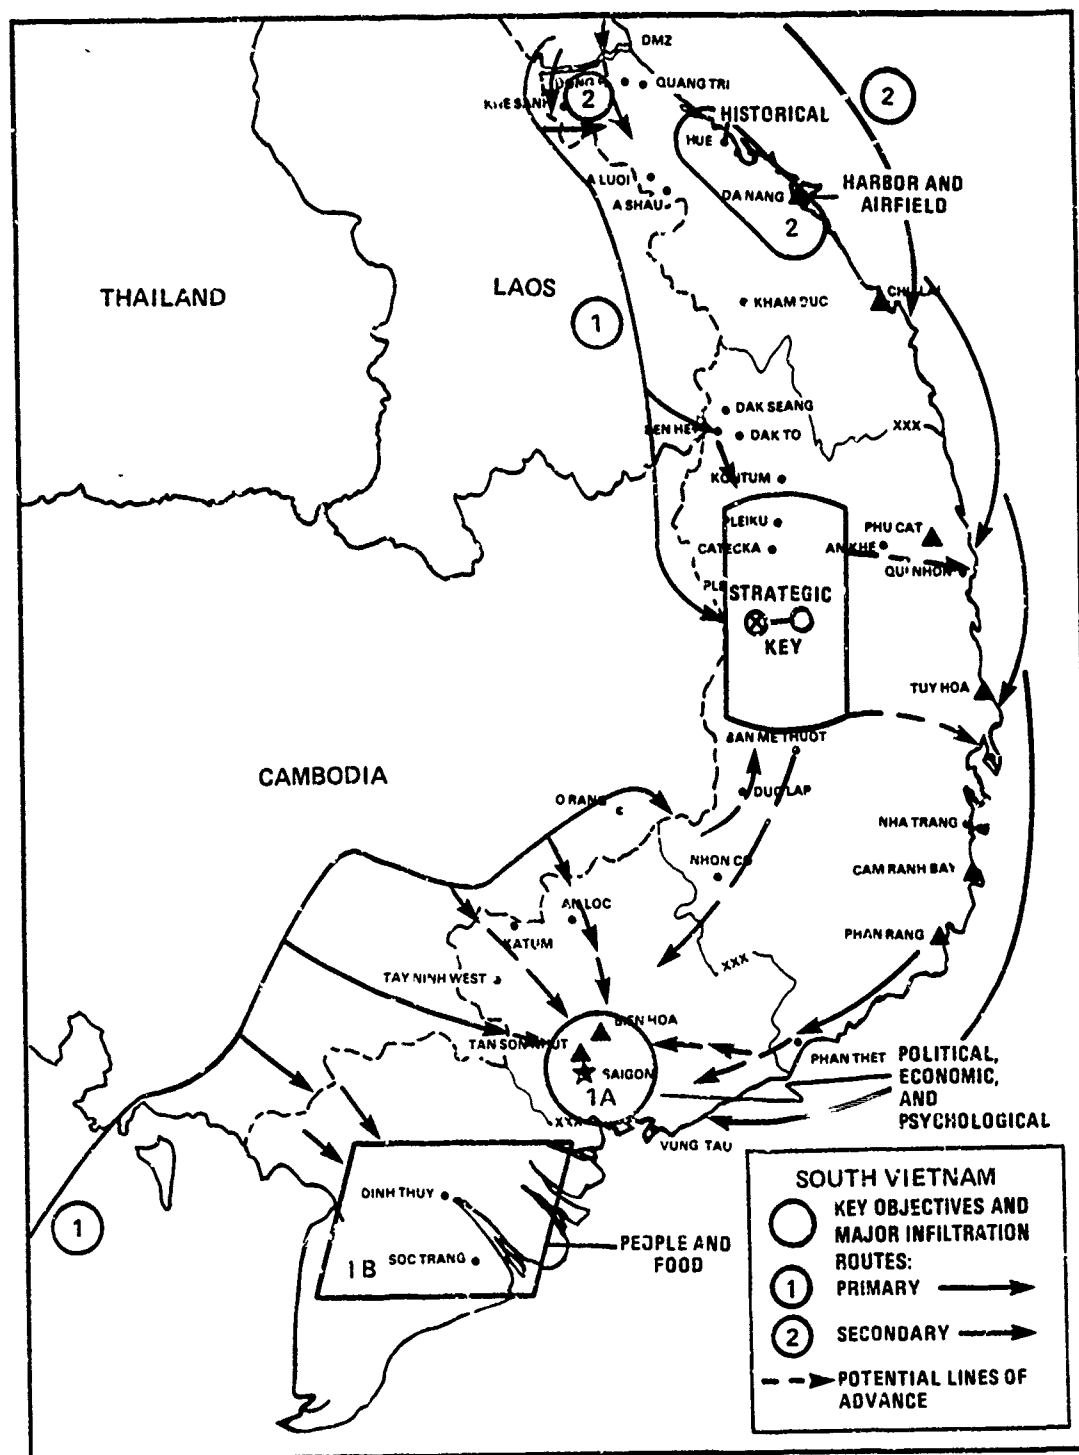 DMZ
QUANG TRI
2
2
KHE SANH
HISTORICAL
HUE
A LUOI
A SHAU
DA NANG
HARBOR AND
AIRFIELD
2
THAILAND
LAOS
KHAM DUC
CHU LAI
1
DAK SEANG
BEN HET
DAK TO
XXX
KONTUM
PLEIKU
PHU CAT
CATECKA
AN KHE
QUI NHON
STRATEGIC
KEY
TUY HOA
BAN ME THUOT
CAMBODIA
O RANG
DUC LAP
NHA TRANG
NHON CO
CAM RANH BAY
AN LOC
KATUM
PHAN RANG
XXX
TAY NINH WEST
BIEN HOA
TAN SON NHUT
SAIGON
1A
PHAN THET
POLITICAL,
ECONOMIC,
AND
PSYCHOLOGICAL
XXX
VUNG TAU
1
DINH THUY
1B
SOC TRANG
PEOPLE AND
FOOD
SOUTH VIETNAM
KEY OBJECTIVES AND
MAJOR INFILTRATION
ROUTES:
1 PRIMARY
2 SECONDARY
POTENTIAL LINES OF
ADVANCE